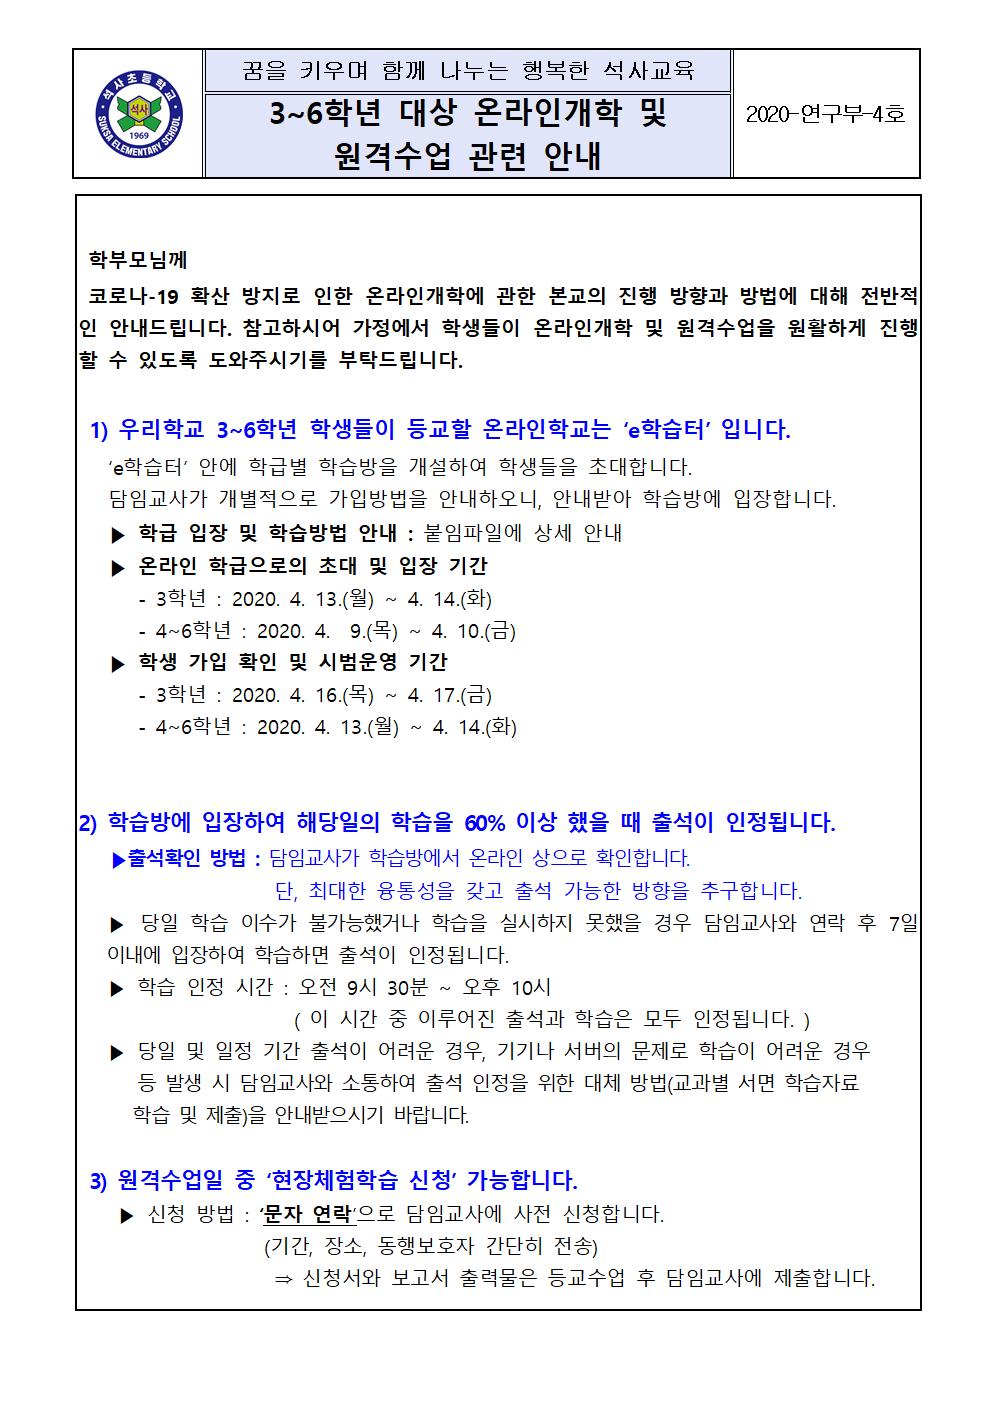 석사초등학교
석사
1969
SUKSA ELEMENTARY SCHOOL
꿈을 키우며 함께 나누는 행복한 석사교육
3~6학년 대상 온라인개학 및
원격수업 관련 안내
2020-연구부-4호
학부모님께
코로나-19 확산 방지로 인한 온라인개학에 관한 본교의 진행 방향과 방법에 대해 전반적
인 안내드립니다. 참고하시어 가정에서 학생들이 온라인개학 및 원격수업을 원활하게 진행
할 수 있도록 도와주시기를 부탁드립니다.
1) 우리학교 3~6학년 학생들이 등교할 온라인학교는 ‘e학습터’ 입니다.
‘e학습터’ 안에 학급별 학습방을 개설하여 학생들을 초대합니다.
담임교사가 개별적으로 가입방법을 안내하오니, 안내받아 학습방에 입장합니다.
▶ 학급 입장 및 학습방법 안내 : 붙임파일에 상세 안내
▶ 온라인 학급으로의 초대 및 입장 기간
- 3학년 : 2020. 4. 13.(월) ~ 4. 14.(화)
- 4~6학년 : 2020. 4. 9.(목) ~ 4. 10.(금)
▶ 학생 가입 확인 및 시범운영 기간
- 3학년 : 2020. 4. 16.(목) ~ 4. 17.(금)
- 4~6학년 : 2020. 4. 13.(월) ~ 4. 14.(화)
2) 학습방에 입장하여 해당일의 학습을 60% 이상 했을 때 출석이 인정됩니다.
▶출석확인 방법 : 담임교사가 학습방에서 온라인 상으로 확인합니다.
단, 최대한 융통성을 갖고 출석 가능한 방향을 추구합니다.
▶ 당일 학습 이수가 불가능했거나 학습을 실시하지 못했을 경우 담임교사와 연락 후 7일
이내에 입장하여 학습하면 출석이 인정됩니다.
▶ 학습 인정 시간 : 오전 9시 30분 ~ 오후 10시
( 이 시간 중 이루어진 출석과 학습은 모두 인정됩니다. )
▶ 당일 및 일정 기간 출석이 어려운 경우, 기기나 서버의 문제로 학습이 어려운 경우
등 발생 시 담임교사와 소통하여 출석 인정을 위한 대체 방법(교과별 서면 학습자료
학습 및 제출)을 안내받으시기 바랍니다.
3) 원격수업일 중 ‘현장체험학습 신청’ 가능합니다.
▶ 신청 방법 : ‘문자 연락’으로 담임교사에 사전 신청합니다.
(기간, 장소, 동행보호자 간단히 전송)
⇒ 신청서와 보고서 출력물은 등교수업 후 담임교사에 제출합니다.